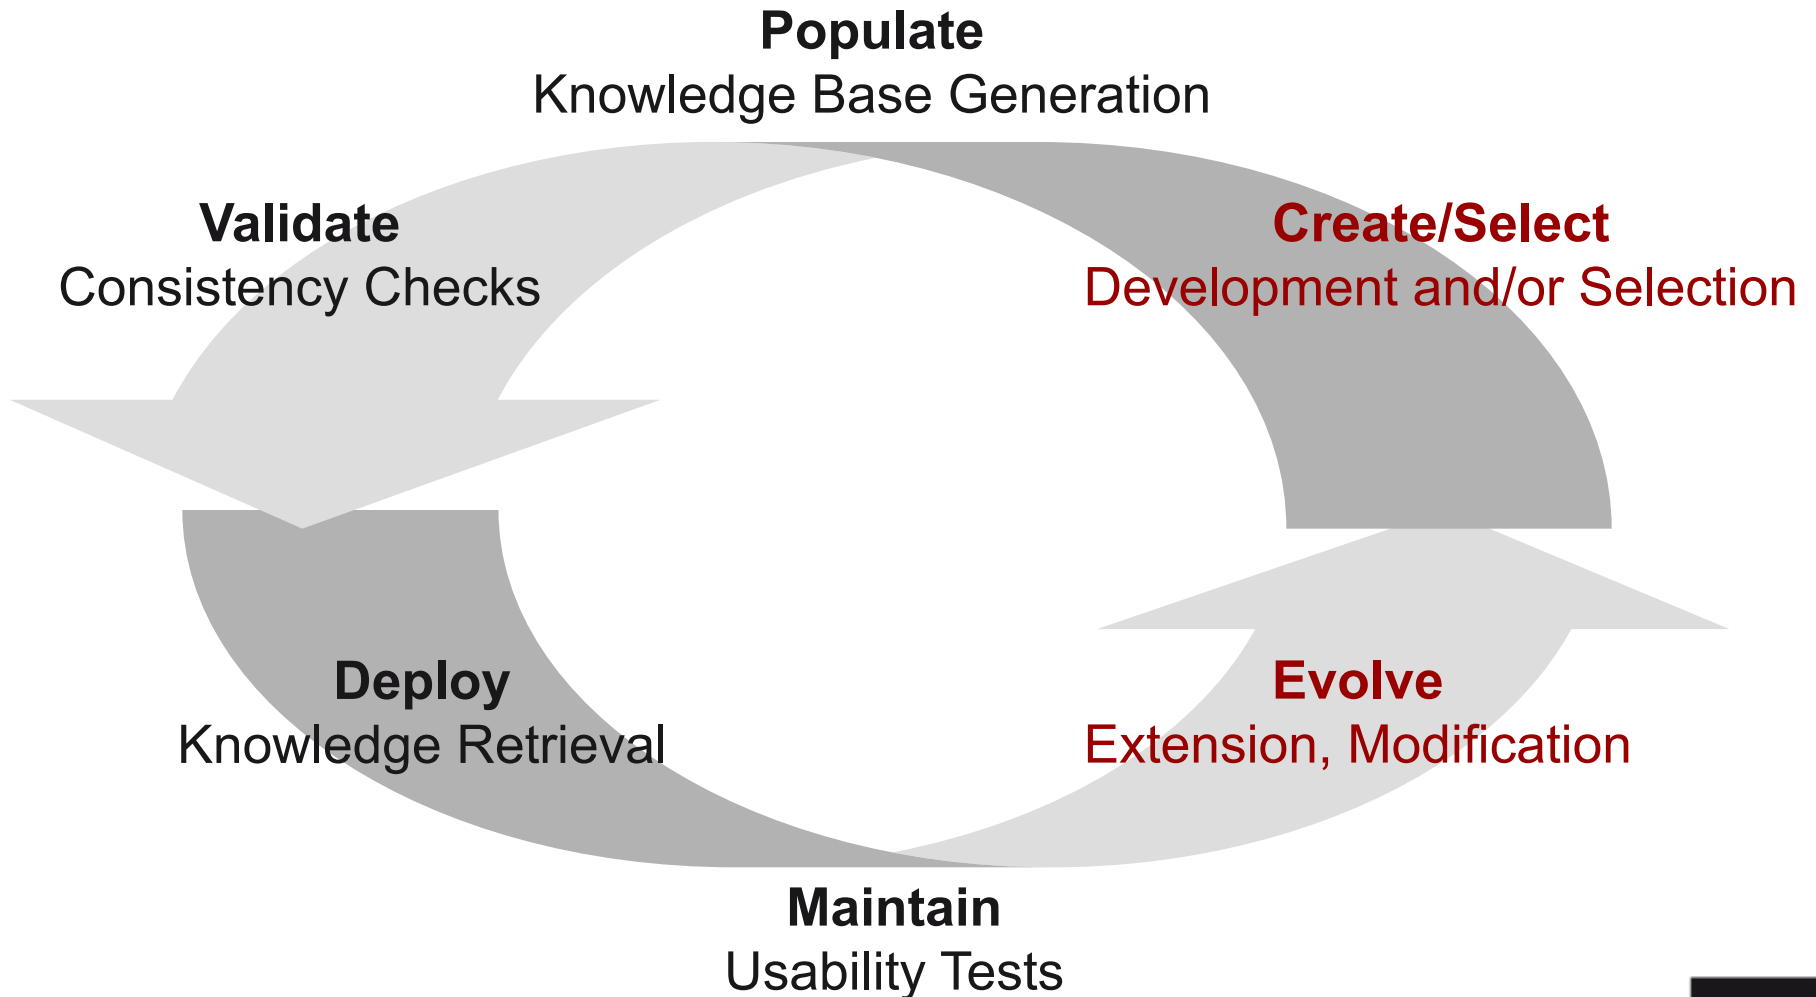 Populate
Knowledge Base Generation
Validate
Consistency Checks
Create/Select
Development and/or Selection
Deploy
Knowledge Retrieval
Evolve
Extension, Modification
Maintain
Usability Tests